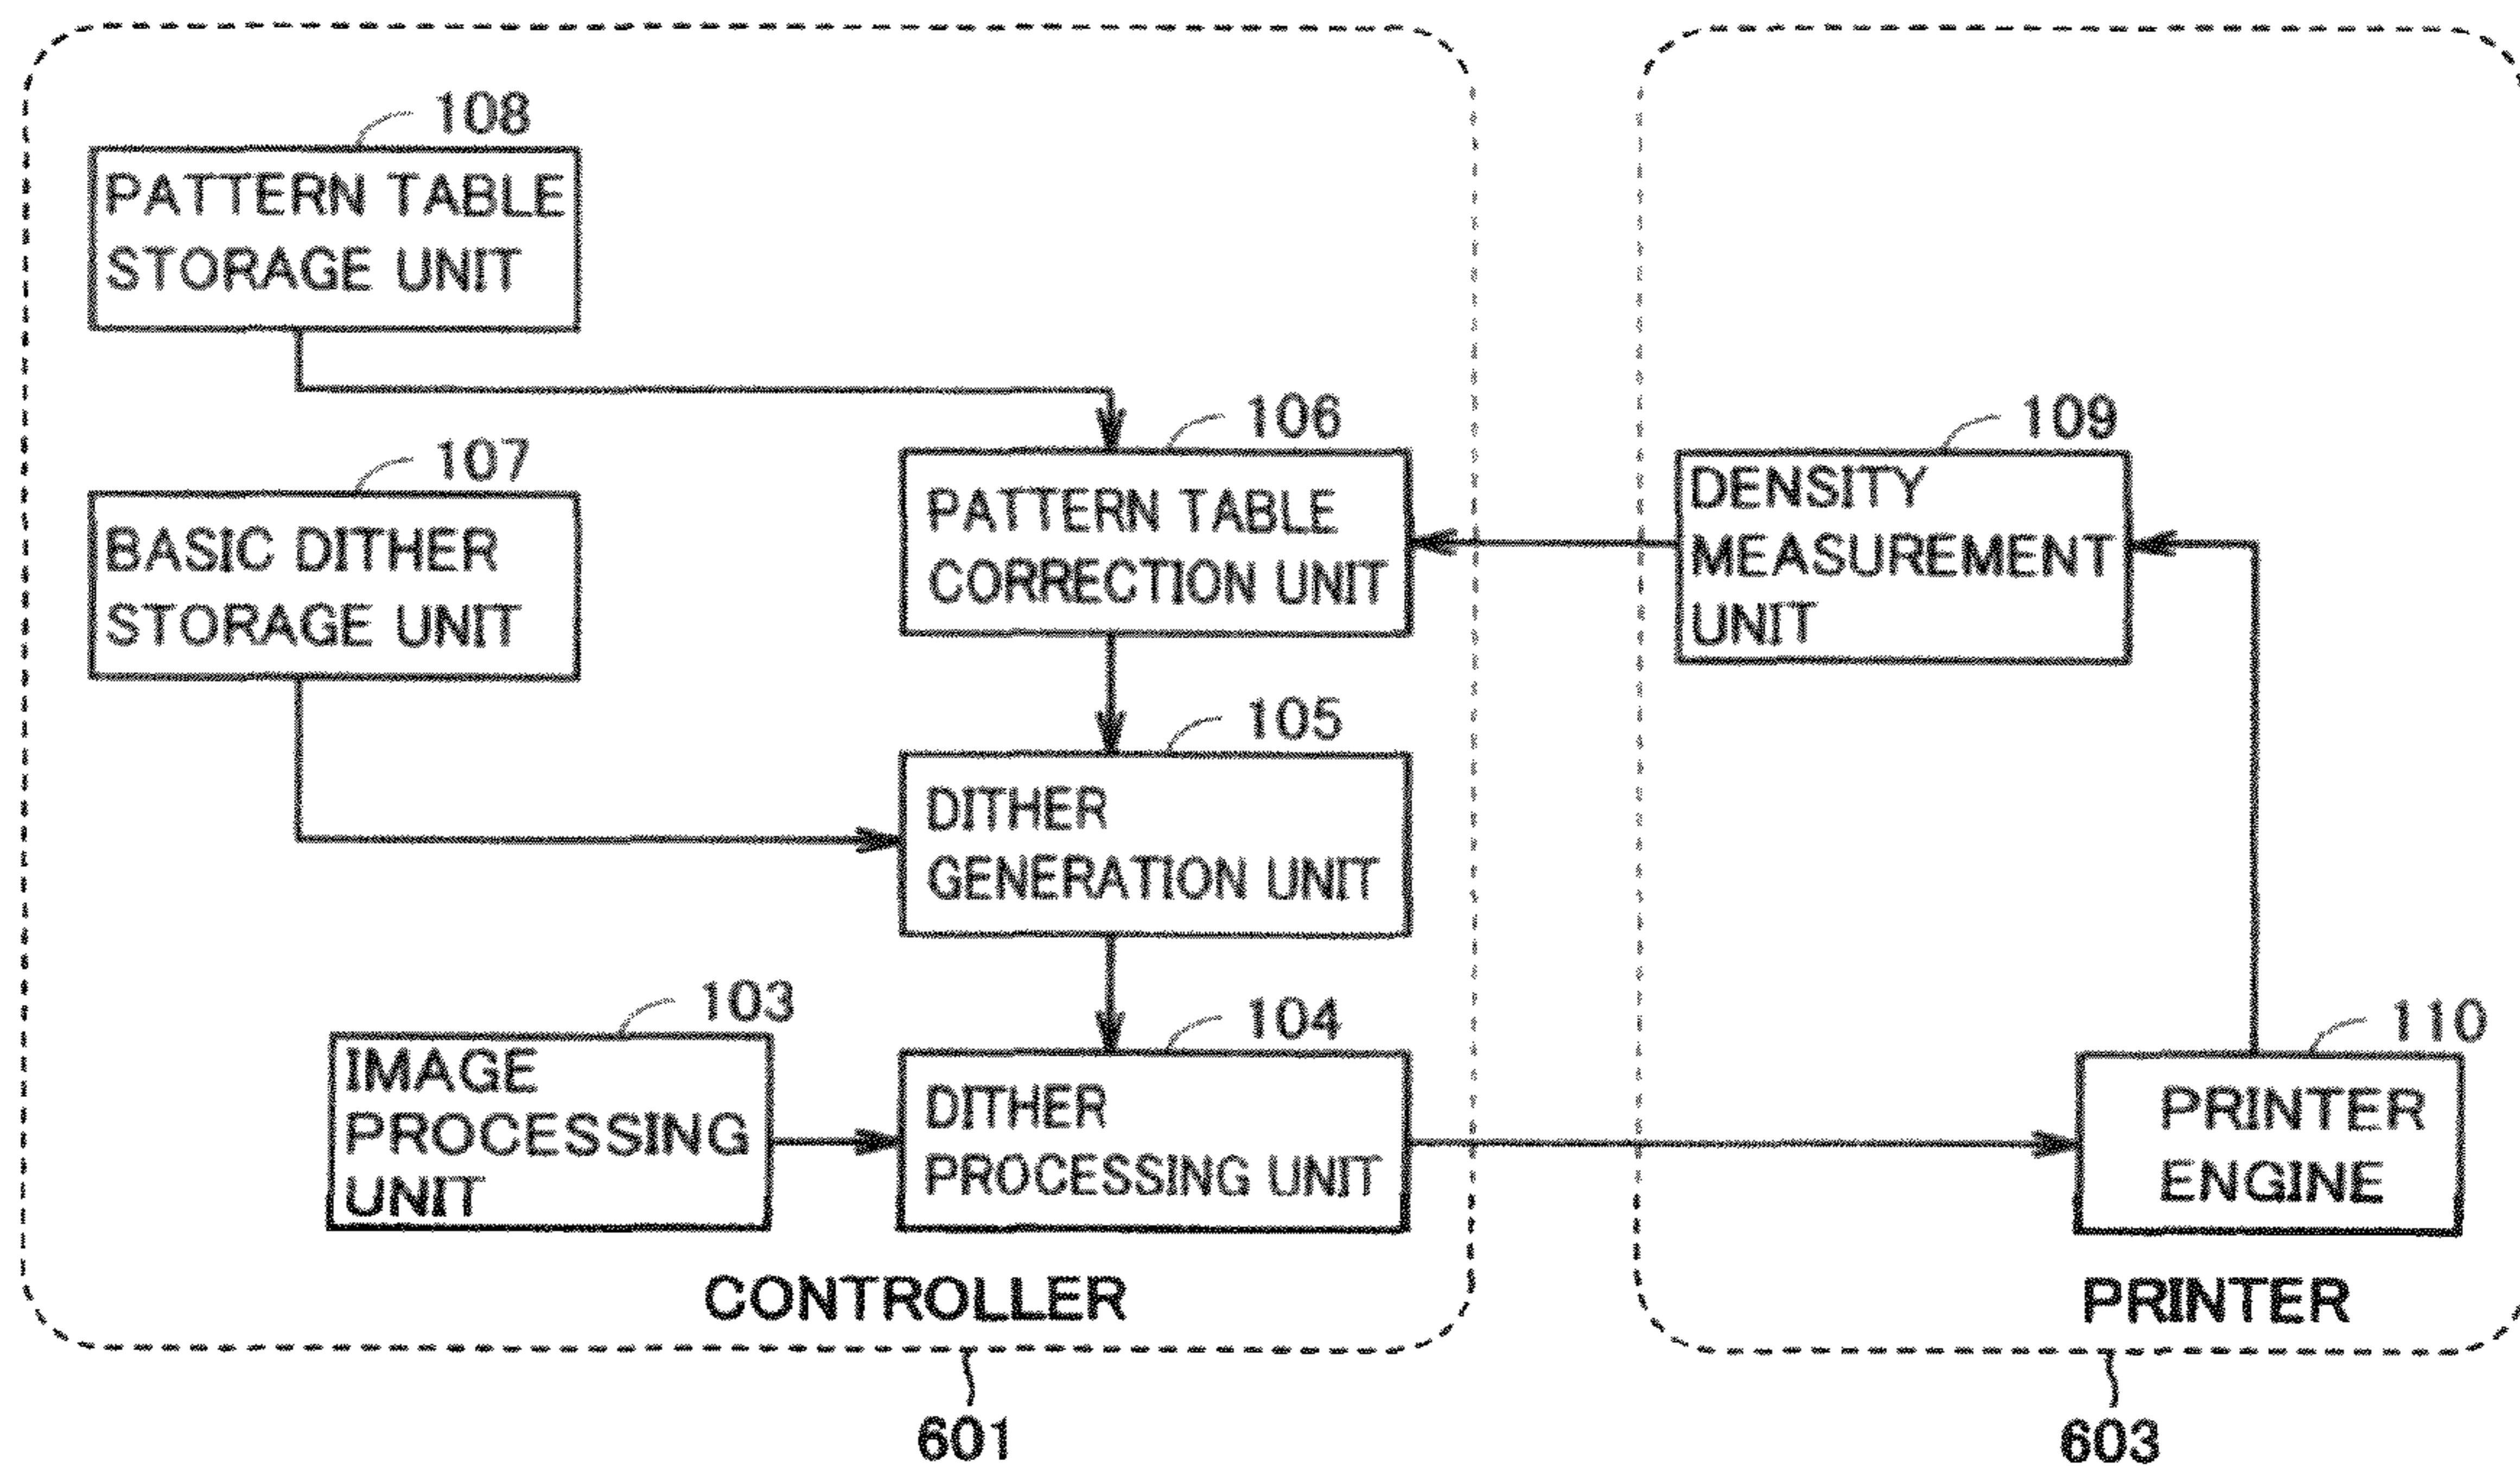 108
PATTERN TABLE
STORAGE UNIT
107
BASIC DITHER
STORAGE UNIT
106
PATTERN TABLE
CORRECTION UNIT
109
DENSITY
MEASUREMENT
UNIT
105
DITHER
GENERATION UNIT
103
IMAGE
PROCESSING
UNIT
104
DITHER
PROCESSING UNIT
110
PRINTER
ENGINE
CONTROLLER
PRINTER
601
603